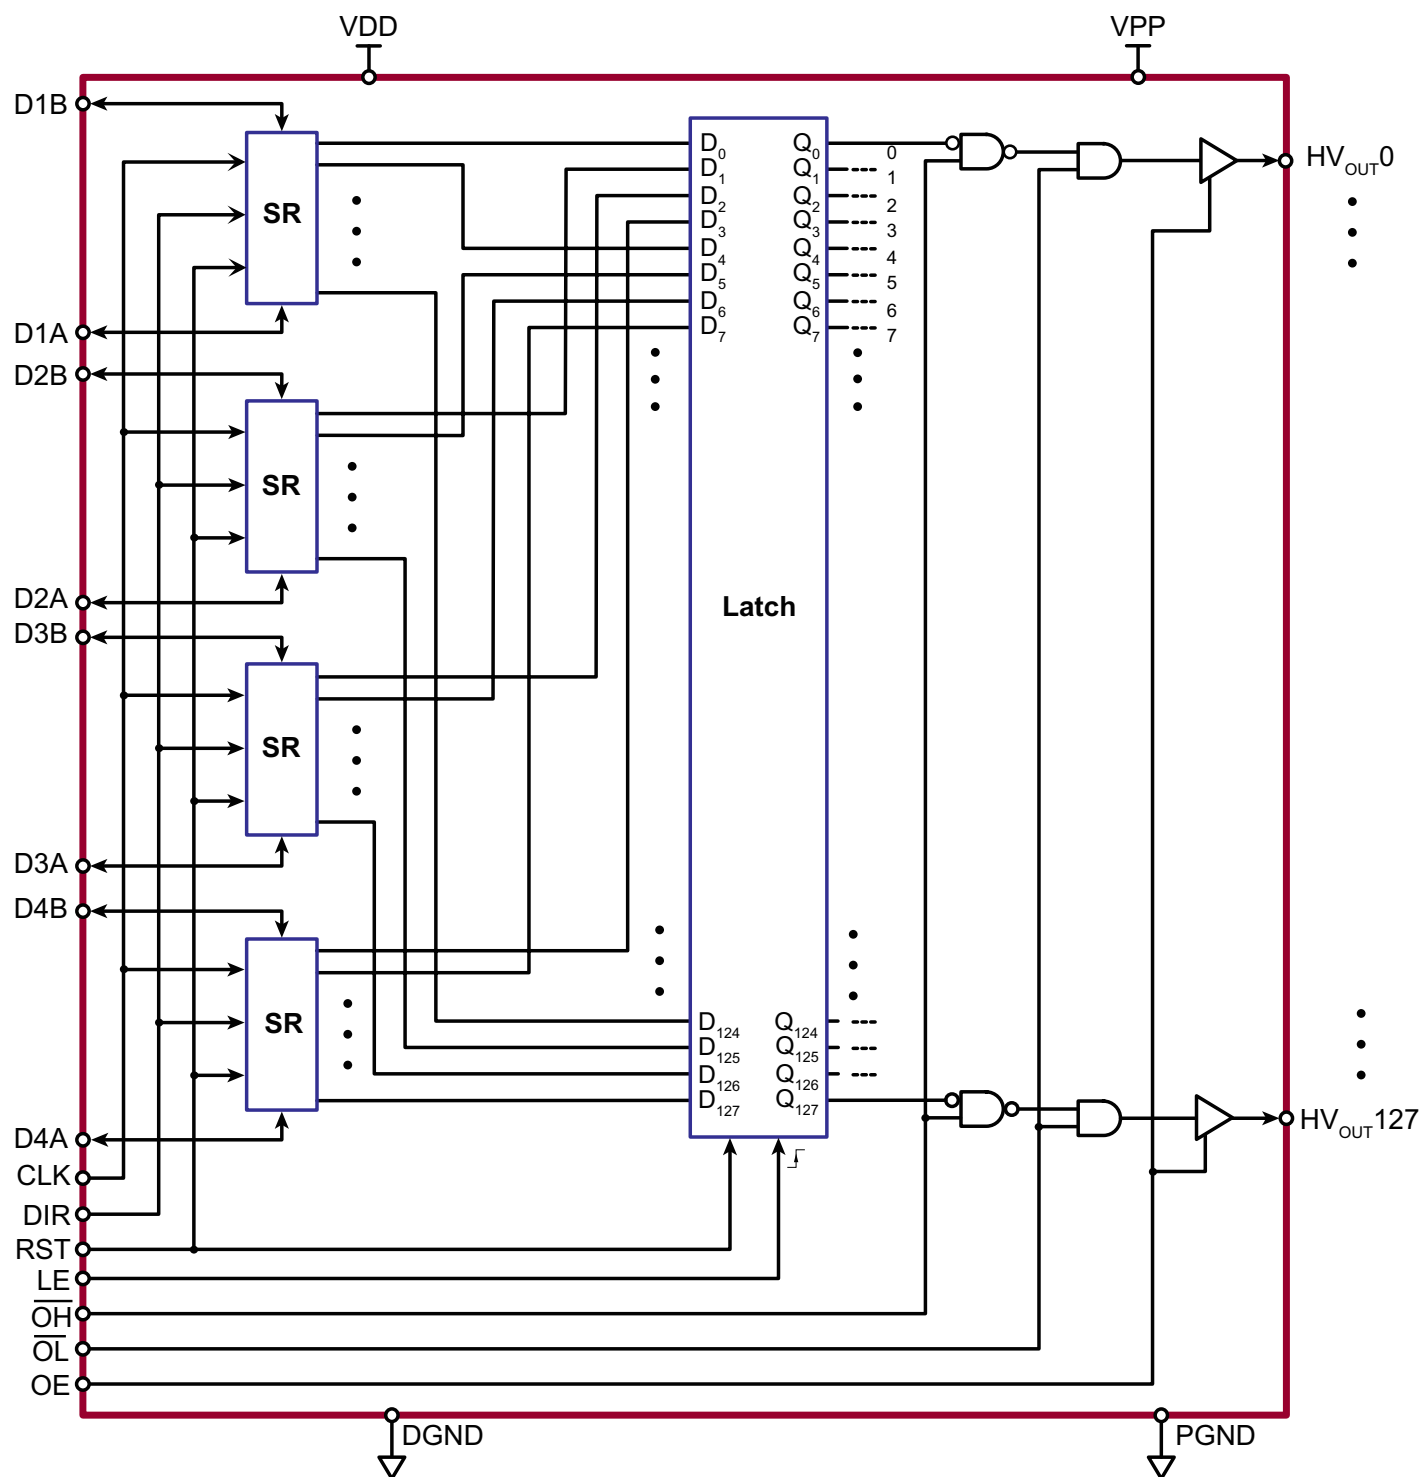 VDD
VPP
D1B
D1A
D2B
D2A
D3B
D3A
D4B
D4A
CLK
DIR
RST
LE
OH
OL
OE
SR
SR
SR
SR
D0
D1
D2
D3
D4
D5
D6
D7
Latch
D124
D125
D126
D127
Q0
Q1
Q2
Q3
Q4
Q5
Q6
Q7
Q124
Q125
Q126
Q127
0
1
2
3
4
5
6
7
HVOUT0
HVOUT127
DGND
PGND